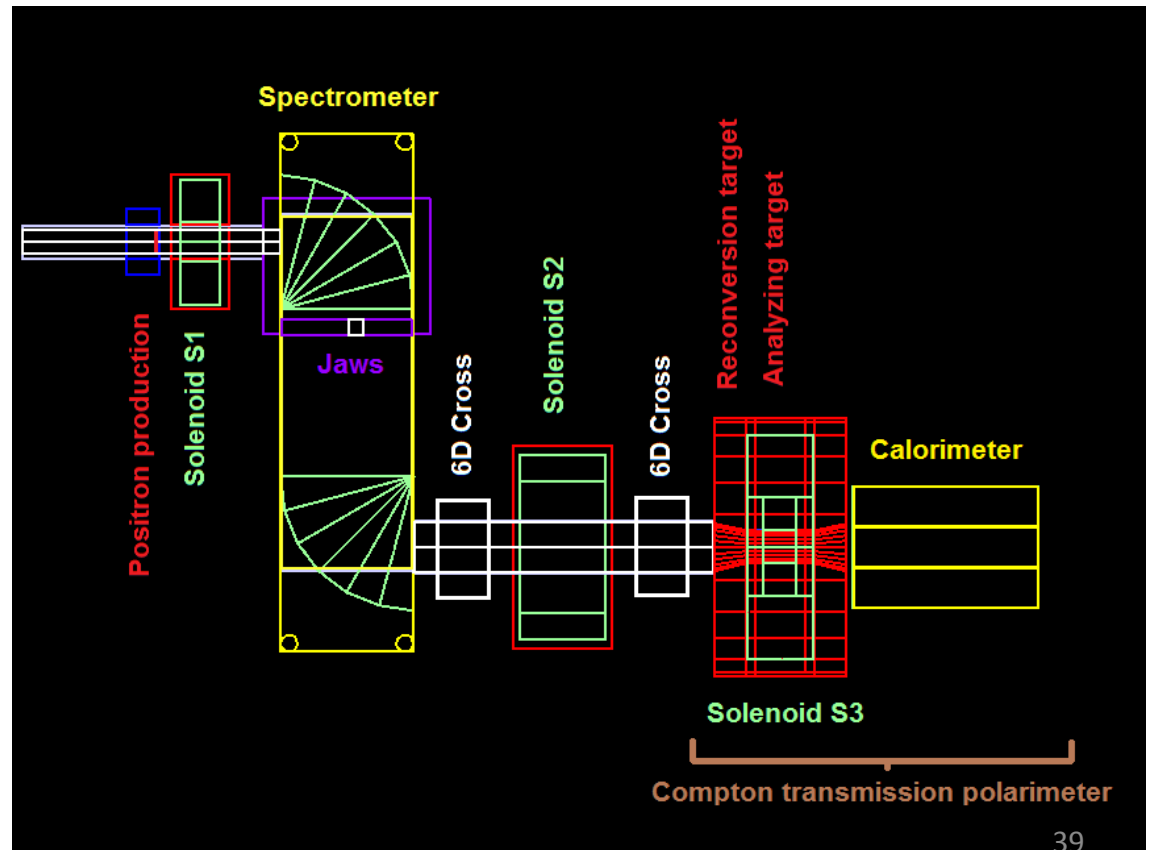 Spectrometer
Positron production
Solenoid S1
Jaws
6D Cross
Solenoid S2
6D Cross
Reconversion target
Analyzing target
Calorimeter
Solenoid S3
Compton transmission polarimeter
39